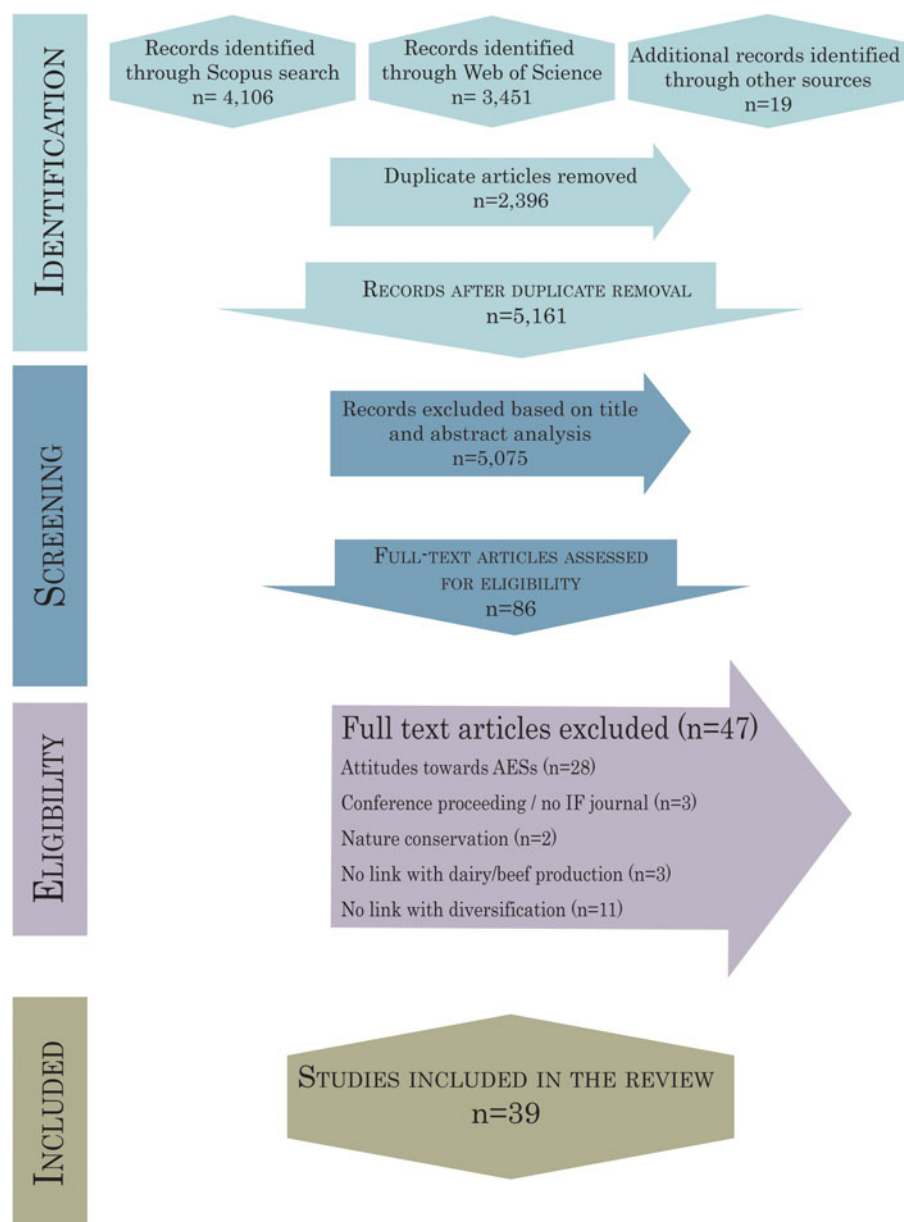 IDENTIFICATION
Records identified
through Scopus search
n= 4,106
Records identified
through Web of Science
n= 3,451
Additional records identified
through other sources
n=19
Duplicate articles removed
n=2,396
RECORDS AFTER DUPLICATE REMOVAL
n=5,161
SCREENING
Records excluded based on title
and abstract analysis
n=5,075
FULL-TEXT ARTICLES ASSESSED
FOR ELIGIBILITY
n=86
ELIGIBILITY
Full text articles excluded (n=47)
Attitudes towards AESs (n=28)
Conference proceeding / no IF journal (n=3)
Nature conservation (n=2)
No link with dairy/beef production (n=3)
No link with diversification (n=11)
INCLUDED
STUDIES INCLUDED IN THE REVIEW
n=39